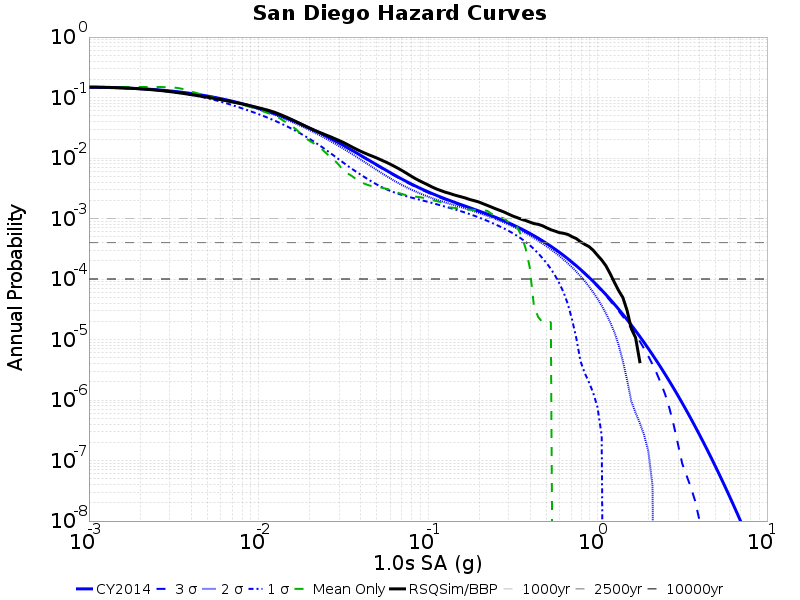 San Diego Hazard Curves
10^0
10^-1
10^-2
10^-3
10^-4
10^-5
10^-6
10^-7
10^-8
Annual Probability
10^-3 10^-2 10^-1 10^0 10^1
1.0s SA (g)
CY2014 3 σ 2 σ 1 σ Mean Only RSQSim/BBP 1000yr 2500yr 10000yr